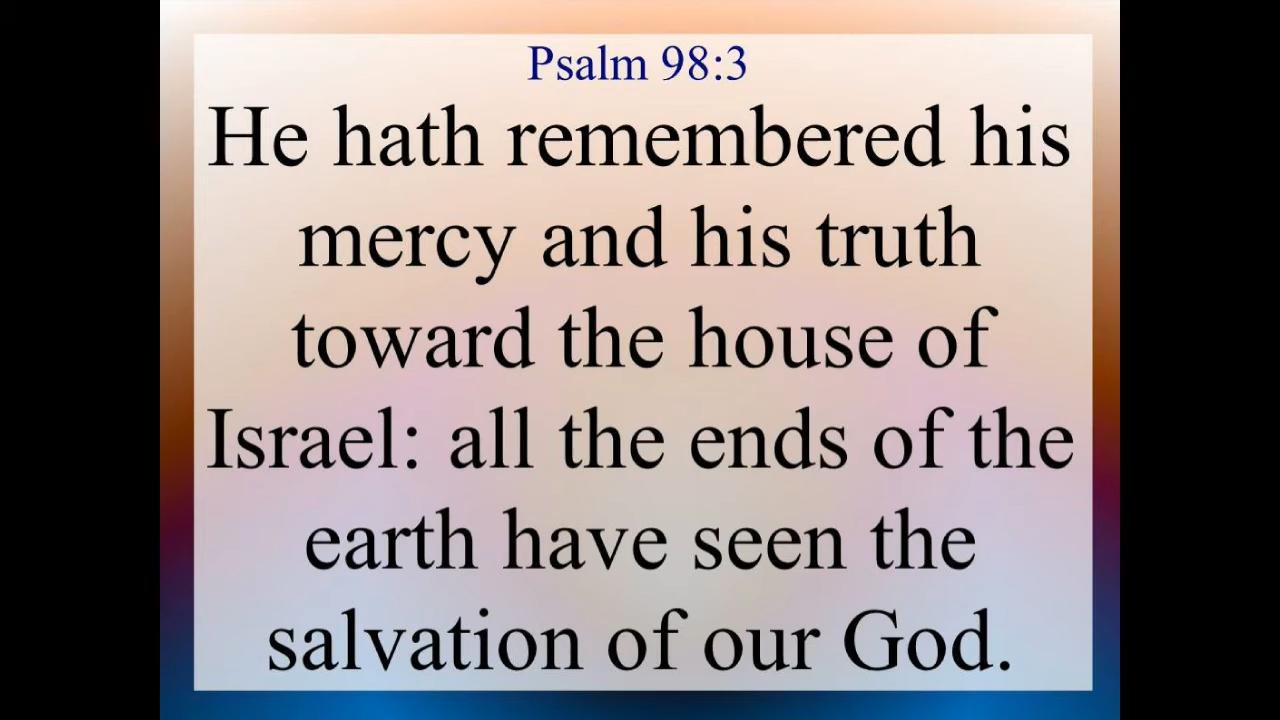 Psalm 98:3
He hath remembered his
mercy and his truth
toward the house of
Israel: all the ends of the
earth have seen the
salvation of our God.